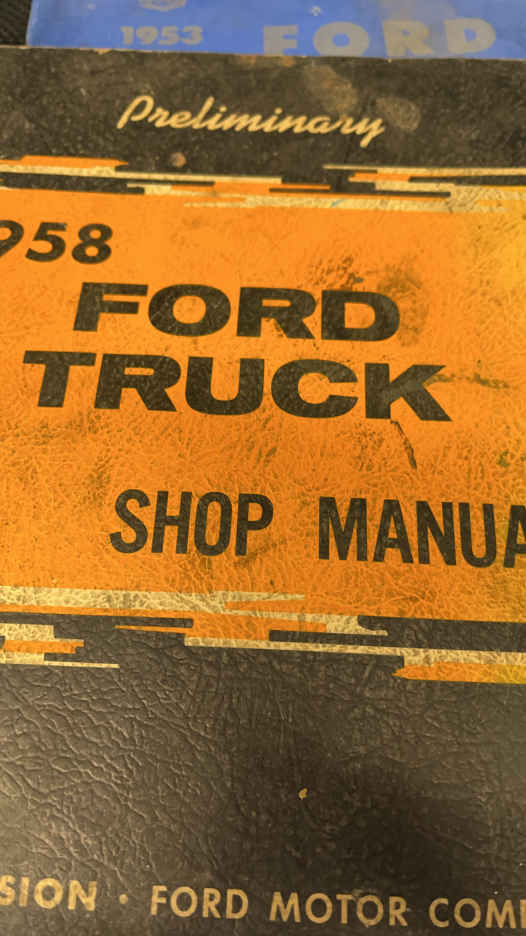 1953 FORD
Preliminary
958
FORD
TRUCK
SHOP MANUA
SION · FORD MOTOR COM